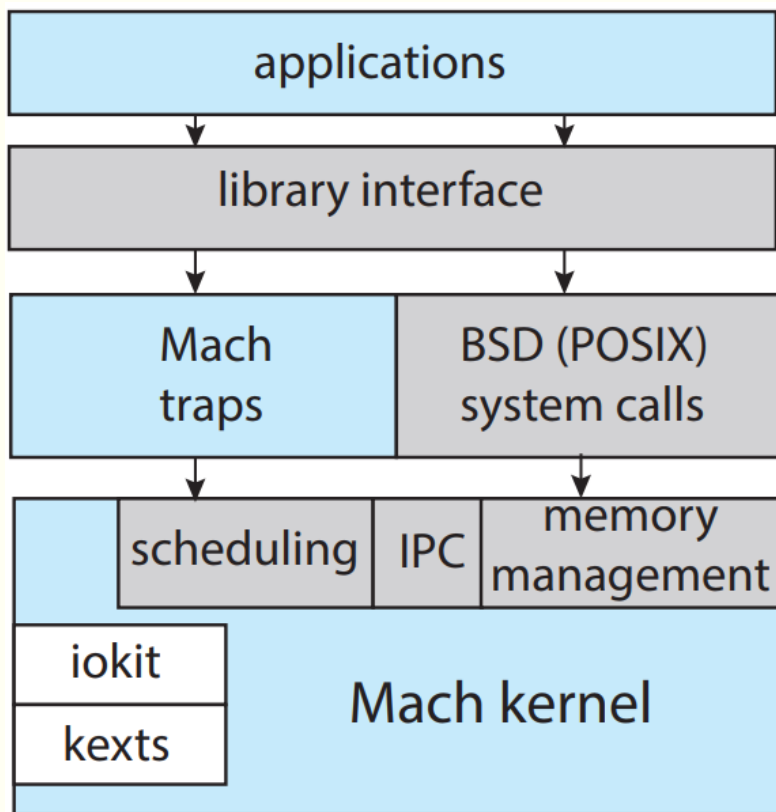 applications
library interface
Mach
traps
BSD (POSIX)
system calls
scheduling
IPC
memory
management
iokit
kexts
Mach kernel